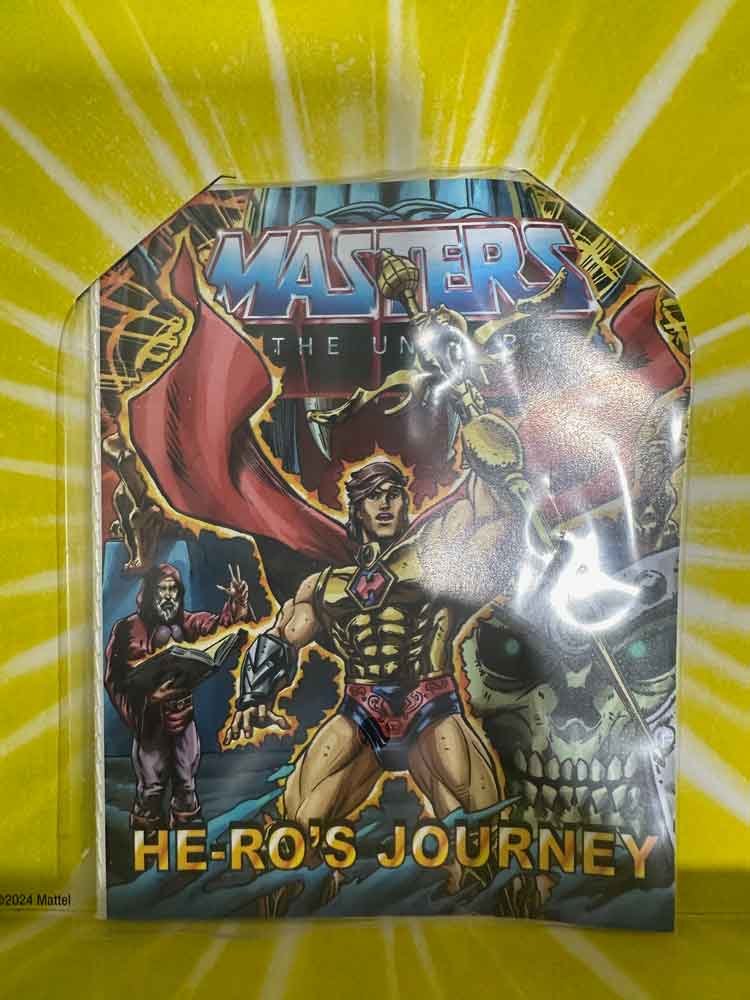 MASTERS
THE
HE-RO'S JOURNEY
©2024 Mattel